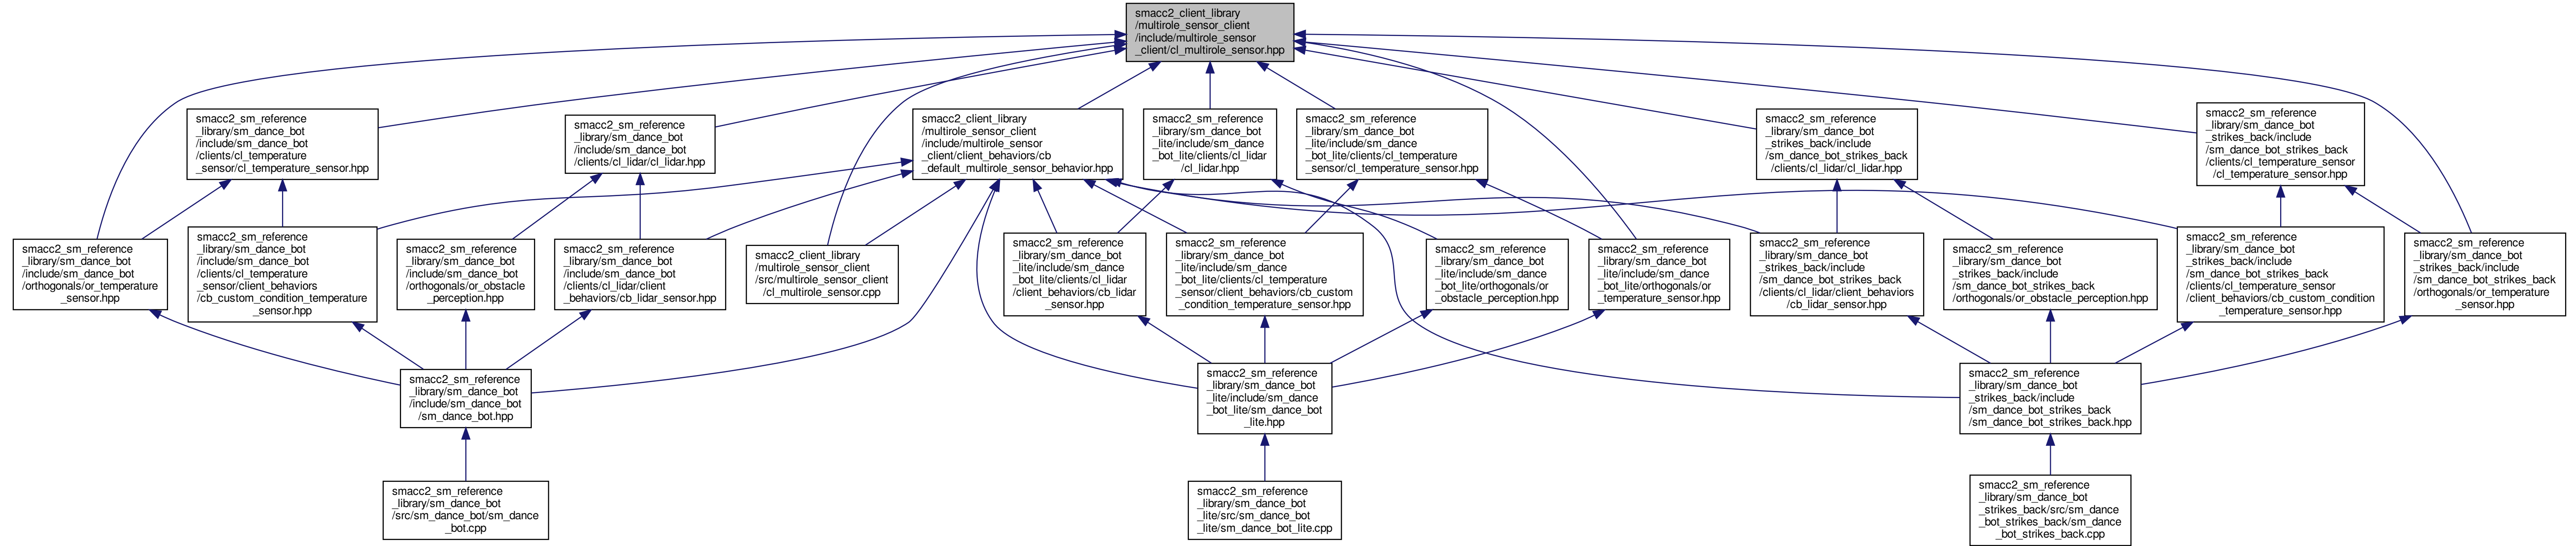 smacc2_client_library
/multirole_sensor_client
/include/multirole_sensor
_client/cl_multirole_sensor.hpp
smacc2_sm_reference
_library/sm_dance_bot
/include/sm_dance_bot
/clients/cl_temperature
_sensor/cl_temperature_sensor.hpp
smacc2_sm_reference
_library/sm_dance_bot
/include/sm_dance_bot
/clients/cl_lidar/cl_lidar.hpp
smacc2_client_library
/multirole_sensor_client
/include/multirole_sensor
_client/client_behaviors/cb
_default_multirole_sensor_behavior.hpp
smacc2_sm_reference
_library/sm_dance_bot
_lite/include/sm_dance
_bot_lite/clients/cl_lidar
/cl_lidar.hpp
smacc2_sm_reference
_library/sm_dance_bot
_lite/include/sm_dance
_bot_lite/clients/cl_temperature
_sensor/cl_temperature_sensor.hpp
smacc2_sm_reference
_library/sm_dance_bot
_strikes_back/include
/sm_dance_bot_strikes_back
/clients/cl_lidar/cl_lidar.hpp
smacc2_sm_reference
_library/sm_dance_bot
_strikes_back/include
/sm_dance_bot_strikes_back
/clients/cl_temperature_sensor
/cl_temperature_sensor.hpp
smacc2_sm_reference
_library/sm_dance_bot
/include/sm_dance_bot
/orthogonals/or_temperature
_sensor.hpp
smacc2_sm_reference
_library/sm_dance_bot
/include/sm_dance_bot
/clients/cl_temperature
_sensor/client_behaviors
/cb_custom_condition_temperature
_sensor.hpp
smacc2_sm_reference
_library/sm_dance_bot
/include/sm_dance_bot
/orthogonals/or_obstacle
_perception.hpp
smacc2_sm_reference
_library/sm_dance_bot
/include/sm_dance_bot
/clients/cl_lidar/client
_behaviors/cb_lidar_sensor.hpp
smacc2_client_library
/multirole_sensor_client
/src/multirole_sensor_client
/cl_multirole_sensor.cpp
smacc2_sm_reference
_library/sm_dance_bot
_lite/include/sm_dance
_bot_lite/clients/cl_lidar
/client_behaviors/cb_lidar
_sensor.hpp
smacc2_sm_reference
_library/sm_dance_bot
_lite/include/sm_dance
_bot_lite/clients/cl_temperature
_sensor/client_behaviors/cb_custom
_condition_temperature_sensor.hpp
smacc2_sm_reference
_library/sm_dance_bot
_lite/include/sm_dance
_bot_lite/orthogonals/or
_obstacle_perception.hpp
smacc2_sm_reference
_library/sm_dance_bot
_lite/include/sm_dance
_bot_lite/orthogonals/or
_temperature_sensor.hpp
smacc2_sm_reference
_library/sm_dance_bot
_strikes_back/include
/sm_dance_bot_strikes_back
/clients/cl_lidar/client_behaviors
/cb_lidar_sensor.hpp
smacc2_sm_reference
_library/sm_dance_bot
_strikes_back/include
/sm_dance_bot_strikes_back
/orthogonals/or_obstacle_perception.hpp
smacc2_sm_reference
_library/sm_dance_bot
_strikes_back/include
/sm_dance_bot_strikes_back
/clients/cl_temperature_sensor
/client_behaviors/cb_custom_condition
_temperature_sensor.hpp
smacc2_sm_reference
_library/sm_dance_bot
_strikes_back/include
/sm_dance_bot_strikes_back
/orthogonals/or_temperature
_sensor.hpp
smacc2_sm_reference
_library/sm_dance_bot
/include/sm_dance_bot
/sm_dance_bot.hpp
smacc2_sm_reference
_library/sm_dance_bot
_lite/include/sm_dance
_bot_lite/sm_dance_bot
_lite.hpp
smacc2_sm_reference
_library/sm_dance_bot
_strikes_back/include
/sm_dance_bot_strikes_back
/sm_dance_bot_strikes_back.hpp
smacc2_sm_reference
_library/sm_dance_bot
/src/sm_dance_bot/sm_dance
_bot.cpp
smacc2_sm_reference
_library/sm_dance_bot
_lite/src/sm_dance_bot
_lite/sm_dance_bot_lite.cpp
smacc2_sm_reference
_library/sm_dance_bot
_strikes_back/src/sm_dance
_bot_strikes_back/sm_dance
_bot_strikes_back.cpp